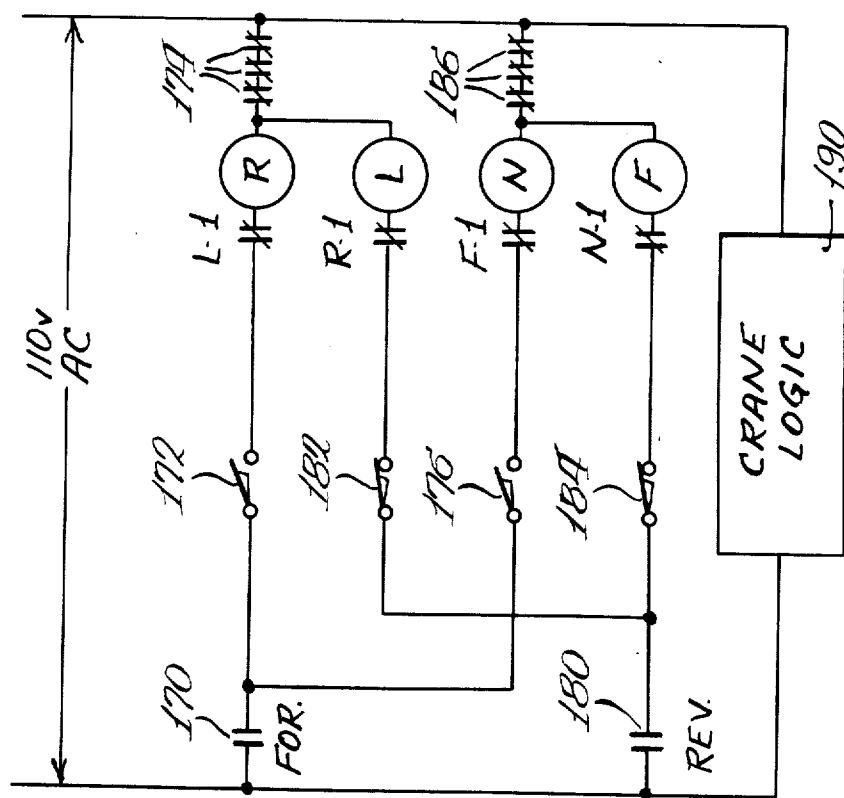 110v
AC
170
FOR.
172
L-1
R
174
182
R-1
L
176
F-1
N
186
180
REV.
184
N-1
F
CRANE
LOGIC
190